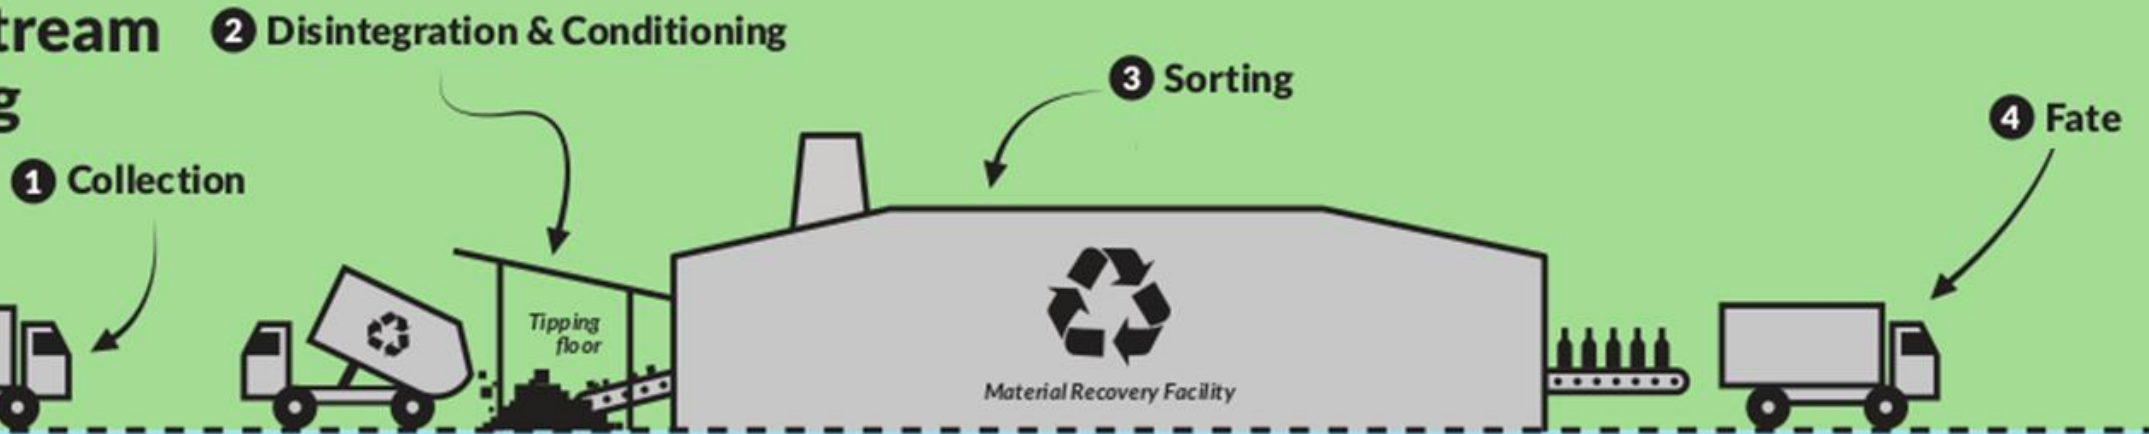 tream
g
1 Collection
2 Disintegration & Conditioning
Tipping
floor
3 Sorting
Material Recovery Facility
4 Fate